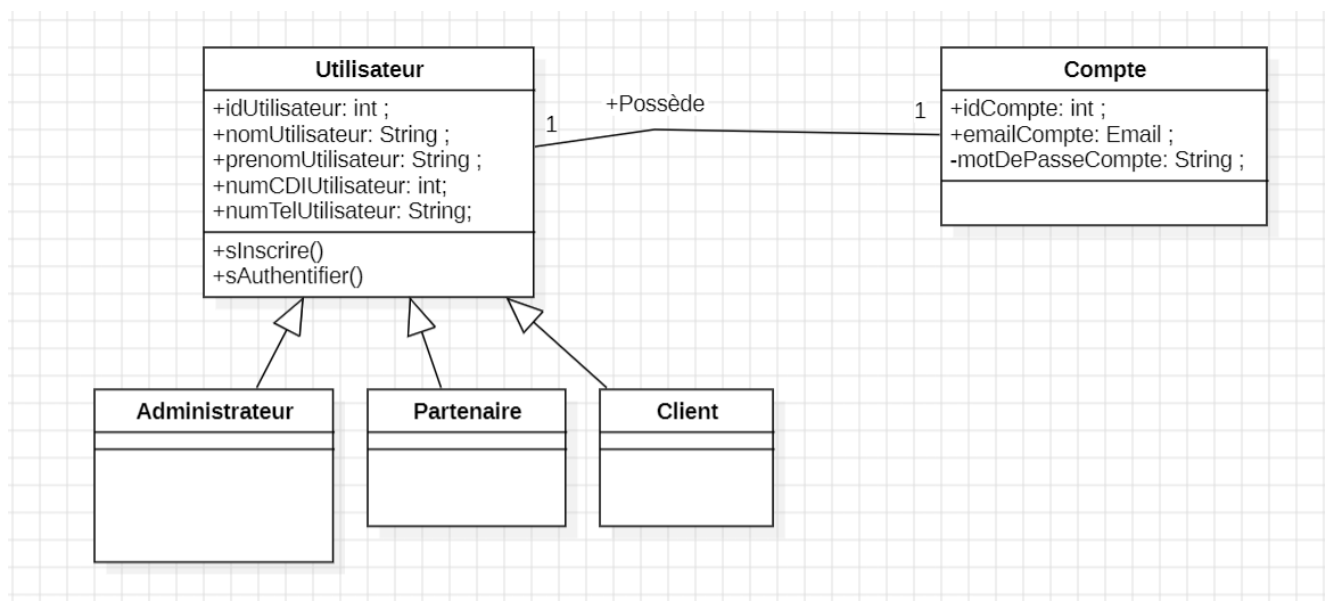 Utilisateur
+idUtilisateur: int ;
+nomUtilisateur: String ;
+prenomUtilisateur: String ;
+numCDIUtilisateur: int;
+numTelUtilisateur: String;
+sInscrire()
+sAuthentifier()
1
+Possède
1
Compte
+idCompte: int ;
+emailCompte: Email ;
-motDePasseCompte: String ;
Administrateur
Partenaire
Client